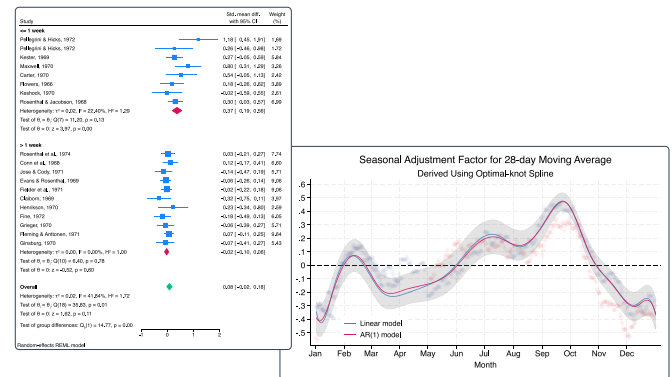 Std. mean diff. Weight
Study with 95% CI (%)
<= 1 week
Pellegrini & Hicks, 1972 1.18 [ 0.45, 1.91] 1.69
Pellegrini & Hicks, 1972 0.26 [-0.46, 0.98] 1.72
Kester, 1969 0.27 [-0.05, 0.59] 5.34
Maxwell, 1970 0.80 [ 0.31, 1.29] 3.26
Carter, 1970 0.54 [-0.05, 1.13] 2.42
Flowers, 1966 0.18 [-0.26, 0.62] 3.89
Keshock, 1970 -0.02 [-0.59, 0.55] 2.61
Rosenthal & Jacobson, 1968 0.30 [ 0.03, 0.57] 6.99
Heterogeneity: τ² = 0.02, I² = 22.40%, H² = 1.29 0.37 [ 0.19, 0.56]
Test of θᵢ = θⱼ: Q(7) = 11.20, p = 0.13
Test of θ = 0: z = 3.97, p = 0.00
> 1 week
Rosenthal et al., 1974 0.03 [-0.21, 0.27] 7.74
Conn et al., 1968 0.12 [-0.17, 0.41] 6.60
Jose & Cody, 1971 -0.14 [-0.47, 0.19] 5.71
Evans & Rosenthal, 1969 -0.06 [-0.26, 0.14] 9.06
Fielder et al., 1971 -0.02 [-0.22, 0.18] 9.06
Claiborn, 1969 -0.32 [-0.75, 0.11] 3.97
Henrikson, 1970 0.23 [-0.34, 0.80] 2.59
Fine, 1972 -0.18 [-0.49, 0.13] 6.05
Grieger, 1970 -0.06 [-0.39, 0.27] 5.71
Fleming & Anttonen, 1971 0.07 [-0.11, 0.25] 9.64
Ginsburg, 1970 -0.07 [-0.41, 0.27] 5.43
Heterogeneity: τ² = 0.00, I² = 0.00%, H² = 1.00 -0.02 [-0.10, 0.06]
Test of θᵢ = θⱼ: Q(10) = 6.40, p = 0.78
Test of θ = 0: z = -0.52, p = 0.60
Overall 0.08 [-0.02, 0.18]
Heterogeneity: τ² = 0.02, I² = 41.84%, H² = 1.72
Test of θᵢ = θⱼ: Q(18) = 35.83, p = 0.01
Test of θ = 0: z = 1.62, p = 0.11
Test of group differences: Q_b(1) = 14.77, p = 0.00
-1 0 1 2
Random-effects REML model
Seasonal Adjustment Factor for 28-day Moving Average
Derived Using Optimal-knot Spline
.6
.5
.4
.3
.2
.1
0
-.1
-.2
-.3
-.4
-.5
Linear model
AR(1) model
Jan Feb Mar Apr May Jun Jul Aug Sep Oct Nov Dec
Month